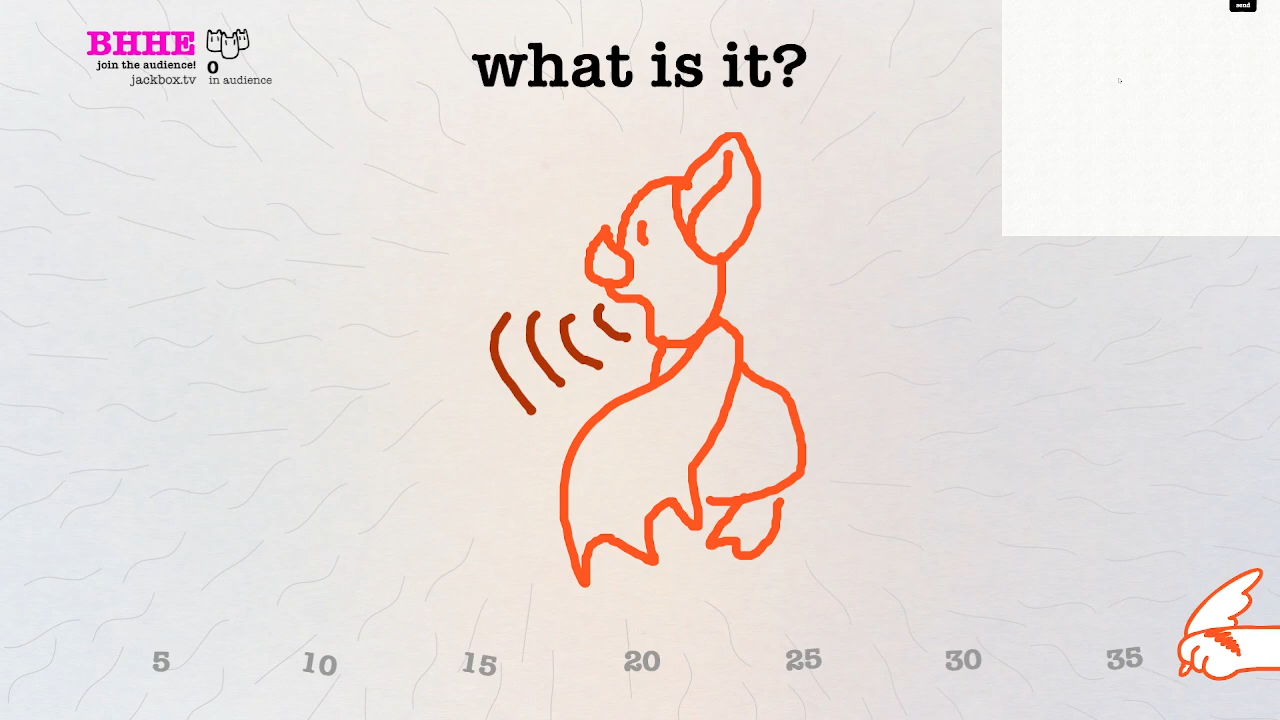 BHHE
join the audience!
jackbox.tv
0
in audience
what is it?
send
5 10 15 20 25 30 35